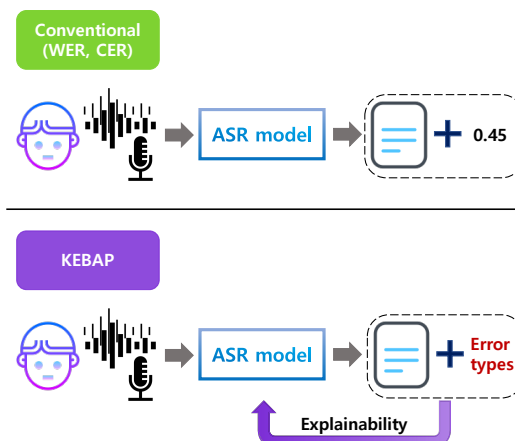 Conventional
(WER, CER)
ASR model
0.45
KEBAP
ASR model
Error
types
Explainability